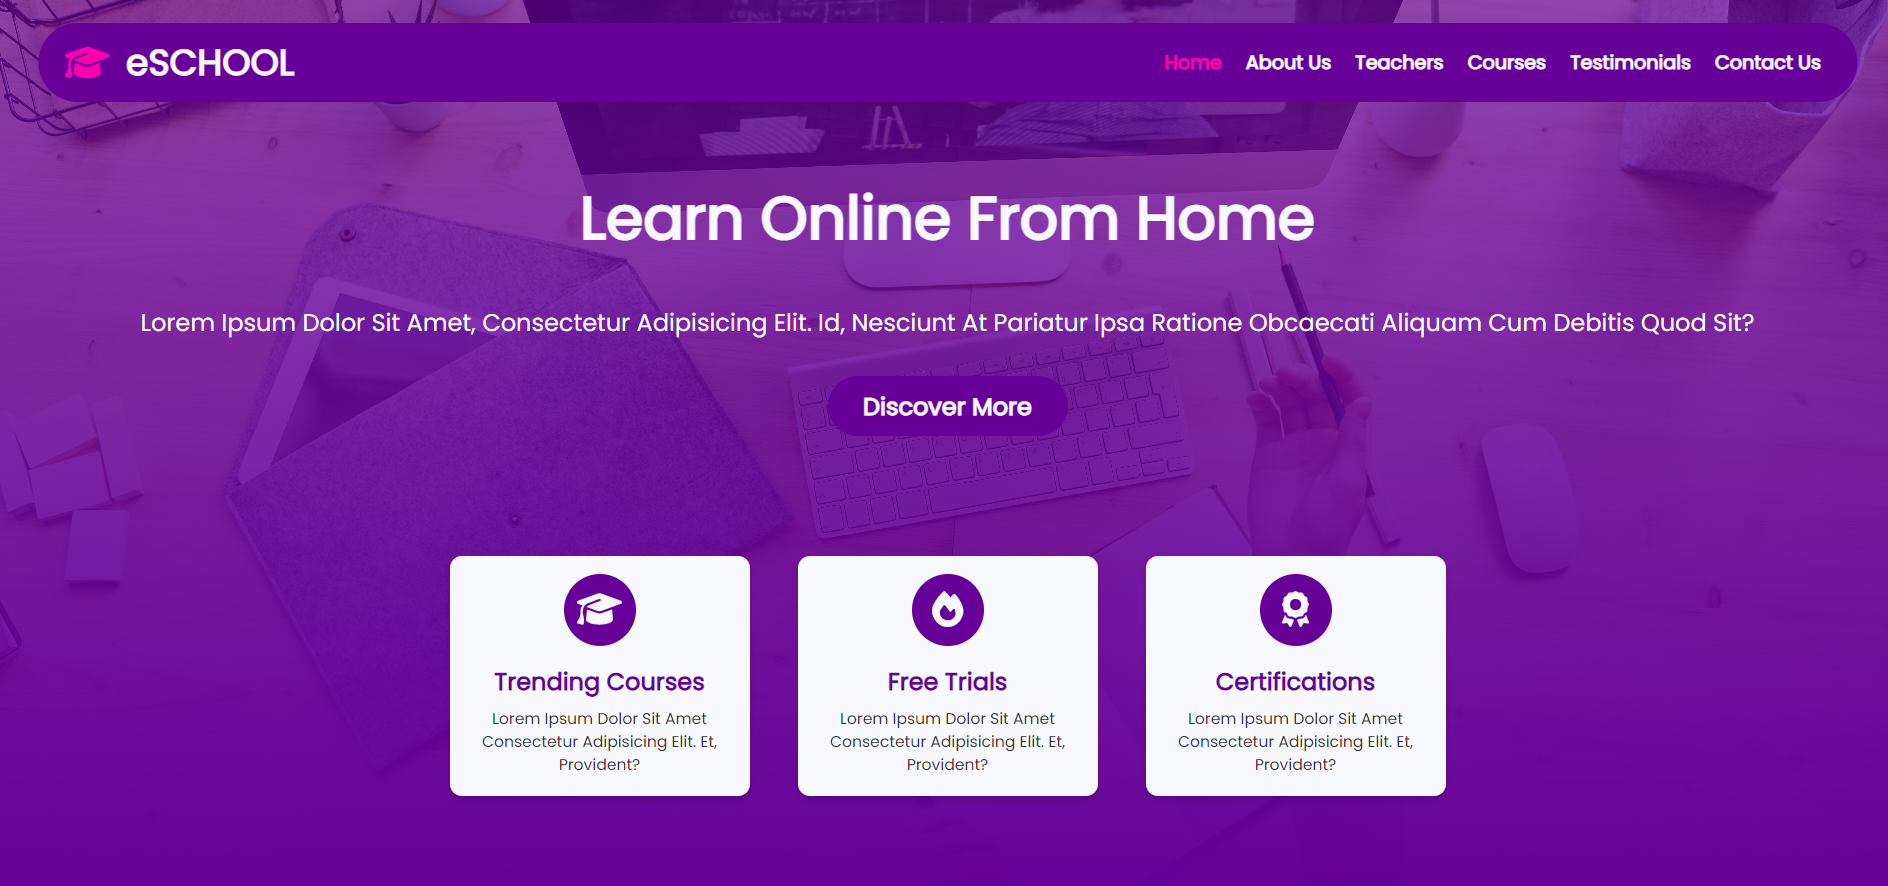 eSCHOOL
Home About Us Teachers Courses Testimonials Contact Us
Learn Online From Home
Lorem Ipsum Dolor Sit Amet, Consectetur Adipisicing Elit. Id, Nesciunt At Pariatur Ipsa Ratione Obcaecati Aliquam Cum Debitis Quod Sit?
Discover More
Trending Courses
Lorem Ipsum Dolor Sit Amet
Consectetur Adipisicing Elit. Et,
Provident?
Free Trials
Lorem Ipsum Dolor Sit Amet
Consectetur Adipisicing Elit. Et,
Provident?
Certifications
Lorem Ipsum Dolor Sit Amet
Consectetur Adipisicing Elit. Et,
Provident?